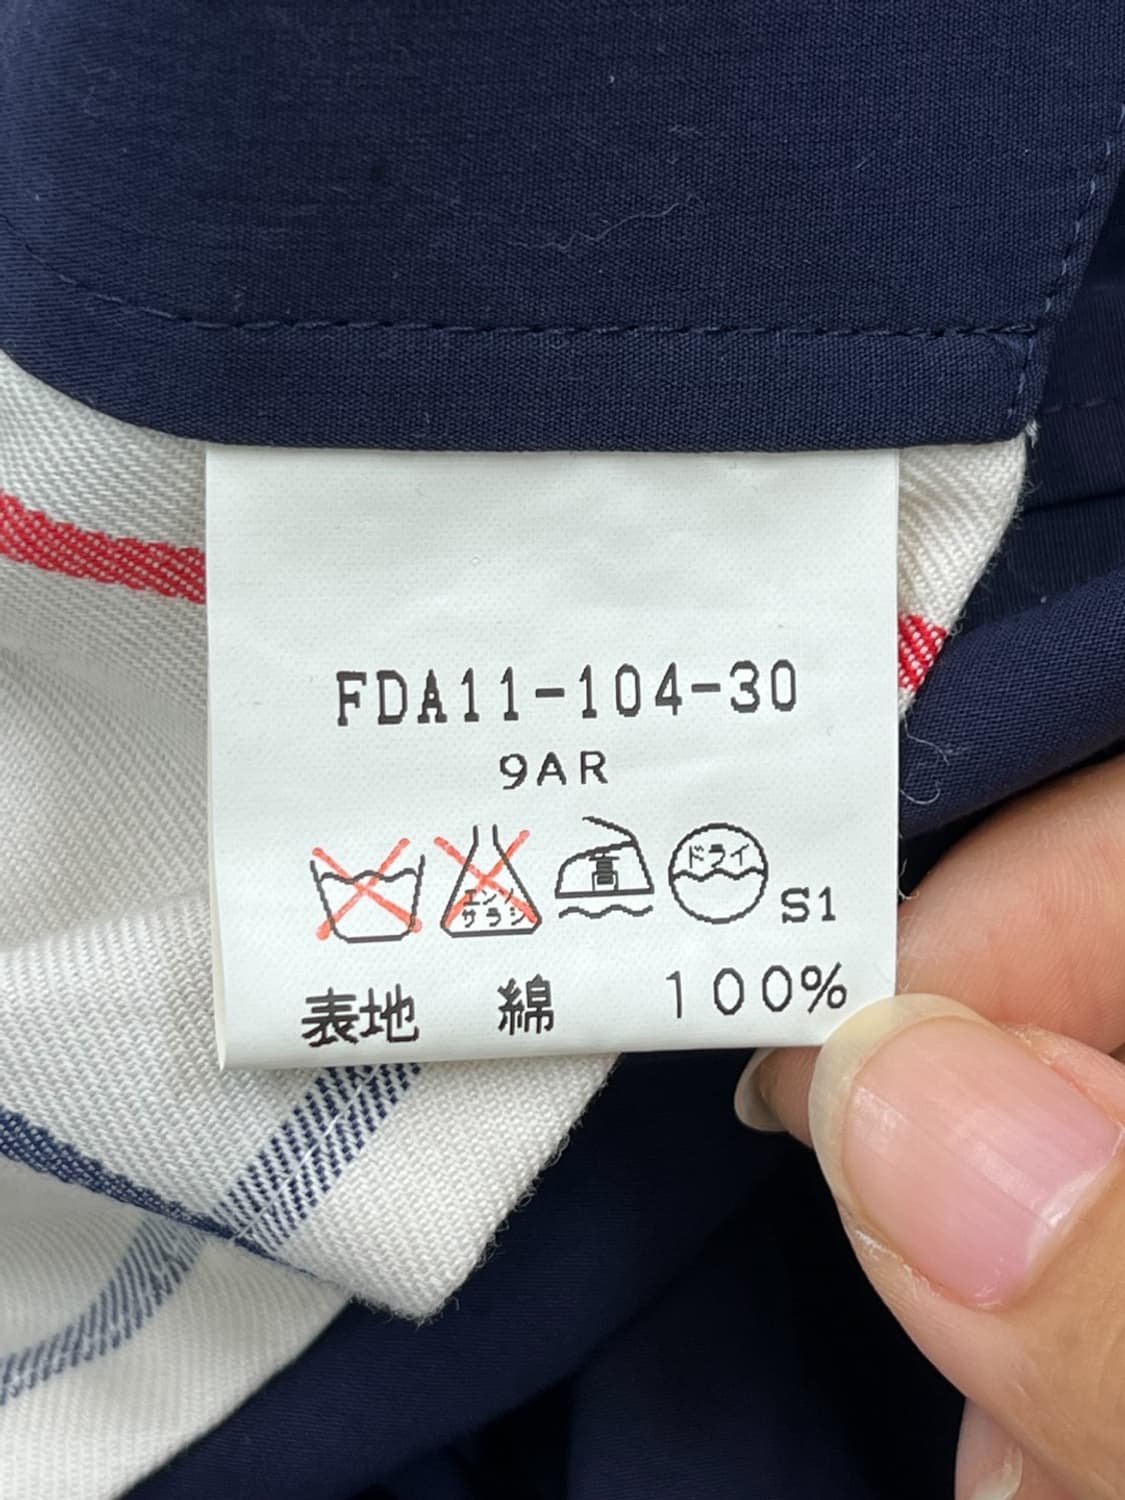 FDA11-104-30
9AR
エンソ
サラシ
高
ドライ
S1
表地 綿 100%